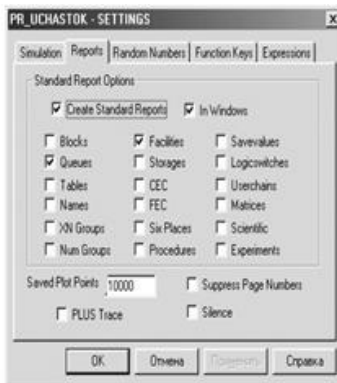 PR_UCHASTOK - SETTINGS
Simulation Reports Random Numbers Function Keys Expressions
Standard Report Options
Create Standard Reports In Windows
Blocks Facilities Savevalues
Queues Storages Logicswitches
Tables CEC Userchains
Names FEC Matrices
XN Groups Six Places Scientific
Num Groups Procedures Experiments
Saved Plot Points 10000 Suppress Page Numbers
PLUS Trace Silence
OK Отмена Применить Справка